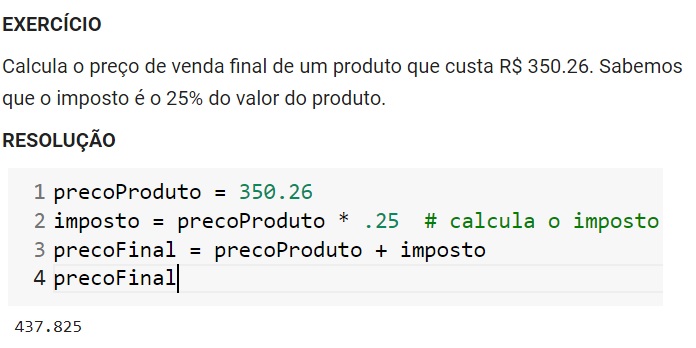 EXERCÍCIO
Calcula o preço de venda final de um produto que custa R$ 350.26. Sabemos
que o imposto é o 25% do valor do produto.
RESOLUÇÃO
1 precoProduto = 350.26
2 imposto = precoProduto * .25  # calcula o imposto
3 precoFinal = precoProduto + imposto
4 precoFinal
437.825